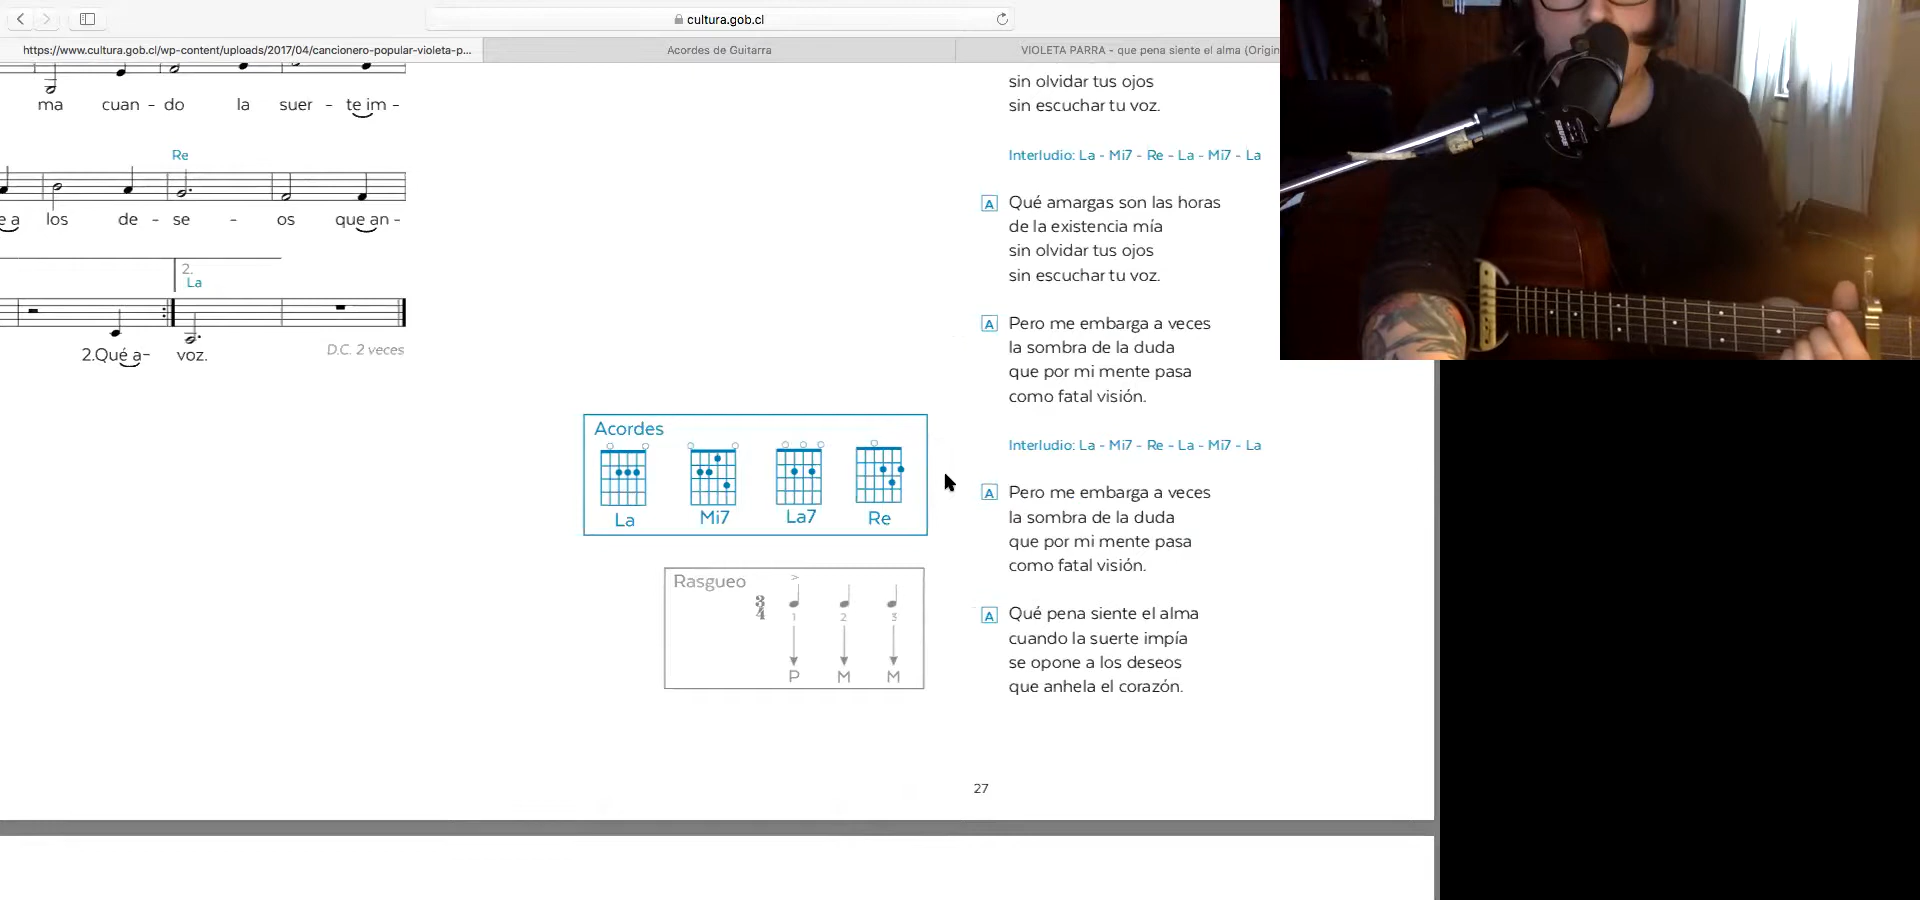 cultura.gob.cl
https://www.cultura.gob.cl/wp-content/uploads/2017/04/cancionero-popular-violeta-p...
Acordes de Guitarra
VIOLETA PARRA - que pena siente el alma (Origin
ma cuan - do la suer - te im -
Re
e a los de - se - os que an -
2.
La
2.Qué a- voz.
D.C. 2 veces
Acordes
La Mi7 La7 Re
Rasgueo
3
4
1 2 3
P M M
sin olvidar tus ojos
sin escuchar tu voz.
Interludio: La - Mi7 - Re - La - Mi7 - La
A Qué amargas son las horas
de la existencia mía
sin olvidar tus ojos
sin escuchar tu voz.
A Pero me embarga a veces
la sombra de la duda
que por mi mente pasa
como fatal visión.
Interludio: La - Mi7 - Re - La - Mi7 - La
A Pero me embarga a veces
la sombra de la duda
que por mi mente pasa
como fatal visión.
A Qué pena siente el alma
cuando la suerte impía
se opone a los deseos
que anhela el corazón.
27